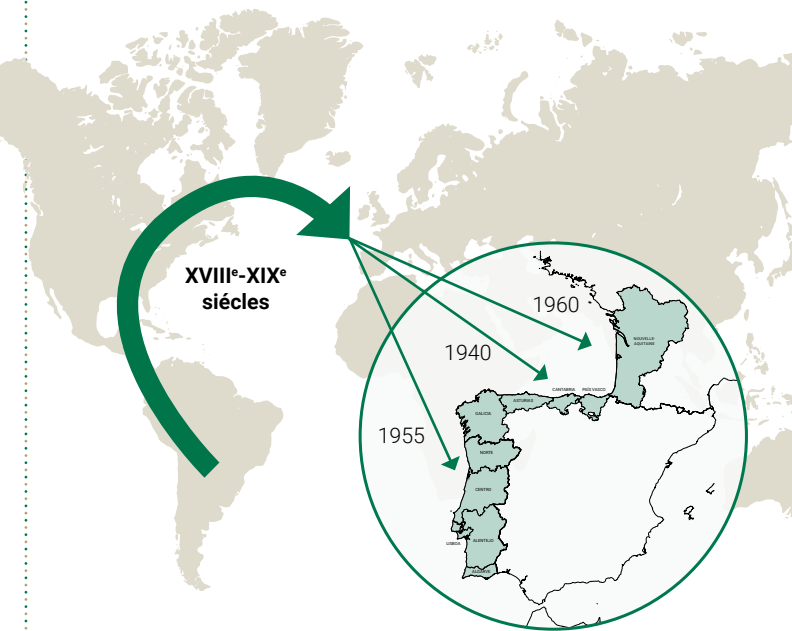 XVIIIe-XIXe
siécles
1960
1940
1955
NOUVELLE-
AQUITAINE
CANTABRIA
PAÍS VASCO
ASTURIAS
GALICIA
NORTE
CENTRO
LISBOA
ALENTEJO
ALGARVE